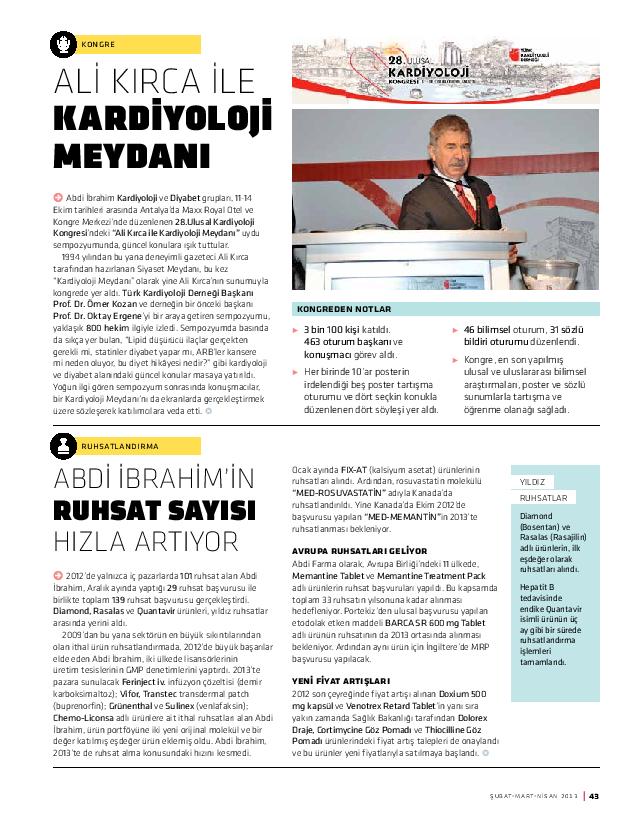 KONGRE
ALİ KIRCA İLE
KARDİYOLOJİ
MEYDANI
Abdi İbrahim Kardiyoloji ve Diyabet grupları, 11-14
Ekim tarihleri arasında Antalya'da Maxx Royal Otel ve
Kongre Merkezi'nde düzenlenen 28.Ulusal Kardiyoloji
Kongresi'ndeki "Ali Kırca ile Kardiyoloji Meydanı" uydu
sempozyumunda, güncel konulara ışık tuttular.
1994 yılından bu yana deneyimli gazeteci Ali Kırca
tarafından hazırlanan Siyaset Meydanı, bu kez
"Kardiyoloji Meydanı" olarak yine Ali Kırca'nın sunumuyla
kongrede yer aldı. Türk Kardiyoloji Derneği Başkanı
Prof. Dr. Ömer Kozan ve derneğin bir önceki başkanı
Prof. Dr. Oktay Ergene'yi bir araya getiren sempozyumu,
yaklaşık 800 hekim ilgiyle izledi. Sempozyumda basında
da sıkça yer bulan, "Lipid düşürücü ilaçlar gerçekten
gerekli mi, statinler diyabet yapar mı, ARB'ler kansere
mi neden oluyor, bu diyet hikâyesi nedir?" gibi kardiyoloji
ve diyabet alanındaki güncel konular masaya yatırıldı.
Yoğun ilgi gören sempozyum sonrasında konuşmacılar,
bir Kardiyoloji Meydanı'nı da ekranlarda gerçekleştirmek
üzere sözleşerek katılımcılara veda etti.
28. ULUSAL
KARDİYOLOJİ
KONGRESİ
TÜRK
KARDİYOLOJİ
DERNEĞİ
KONGREDEN NOTLAR
3 bin 100 kişi katıldı.
463 oturum başkanı ve
konuşmacı görev aldı.
Her birinde 10'ar posterin
irdelendiği beş poster tartışma
oturumu ve dört seçkin konukla
düzenlenen dört söyleşi yer aldı.
46 bilimsel oturum, 31 sözlü
bildiri oturumu düzenlendi.
Kongre, en son yapılmış
ulusal ve uluslararası bilimsel
araştırmaları, poster ve sözlü
sunumlarla tartışma ve
öğrenme olanağı sağladı.
RUHSATLANDIRMA
ABDİ İBRAHİM'İN
RUHSAT SAYISI
HIZLA ARTIYOR
2012'de yalnızca iç pazarlarda 101 ruhsat alan Abdi
İbrahim, Aralık ayında yaptığı 29 ruhsat başvurusu ile
birlikte toplam 139 ruhsat başvurusu gerçekleştirdi.
Diamond, Rasalas ve Quantavir ürünleri, yıldız ruhsatlar
arasında yerini aldı.
2009'dan bu yana sektörün en büyük sıkıntılarından
olan ithal ürün ruhsatlandırmada, 2012'de büyük başarılar
elde eden Abdi İbrahim, iki ülkede lisansörlerinin
üretim tesislerinin GMP denetimlerini yaptırdı. 2013'te
pazara sunulacak Ferinject i.v. infüzyon çözeltisi (demir
karboksimaltoz); Vifor, Transtec transdermal patch
(buprenorfin); Grünenthal ve Sulinex (venlafaksin);
Chemo-Liconsa adlı ürünlere ait ithal ruhsatları alan Abdi
İbrahim, ürün portföyüne iki yeni orijinal molekül ve bir
değer katılmış eşdeğer ürün eklemiş oldu. Abdi İbrahim,
2013'te de ruhsat alma konusundaki hızını kesmedi.
Ocak ayında FIX-AT (kalsiyum asetat) ürünlerinin
ruhsatları alındı. Ardından, rosuvastatin molekülü
"MED-ROSUVASTATİN" adıyla Kanada'da
ruhsatlandırıldı. Yine Kanada'da Ekim 2012'de
başvurusu yapılan "MED-MEMANTİN"in 2013'te
ruhsatlanması bekleniyor.
AVRUPA RUHSATLARI GELİYOR
Abdi Farma olarak, Avrupa Birliği'ndeki 11 ülkede,
Memantine Tablet ve Memantine Treatment Pack
adlı ürünlerin ruhsat başvuruları yapıldı. Bu kapsamda
toplam 33 ruhsatın yılsonuna kadar alınması
hedefleniyor. Portekiz'den ulusal başvurusu yapılan
etodolak etken maddeli BARCA SR 600 mg Tablet
adlı ürünün ruhsatının da 2013 ortasında alınması
bekleniyor. Ardından aynı ürün için İngiltere'de MRP
başvurusu yapılacak.
YENİ FİYAT ARTIŞLARI
2012 son çeyreğinde fiyat artışı alınan Doxium 500
mg kapsül ve Venotrex Retard Tablet'in yanı sıra
yakın zamanda Sağlık Bakanlığı tarafından Dolorex
Draje, Cortimycine Göz Pomadı ve Thiocilline Göz
Pomadı ürünlerindeki fiyat artış talepleri de onaylandı
ve bu ürünler yeni fiyatlarıyla satılmaya başlandı.
YILDIZ
RUHSATLAR
Diamond
(Bosentan) ve
Rasalas (Rasajilin)
adlı ürünlerin, ilk
eşdeğer olarak
ruhsatları alındı.
Hepatit B
tedavisinde
endike Quantavir
isimli ürünün üç
ay gibi bir sürede
ruhsatlandırma
işlemleri
tamamlandı.
ŞUBAT-MART-NİSAN 2013 | 43